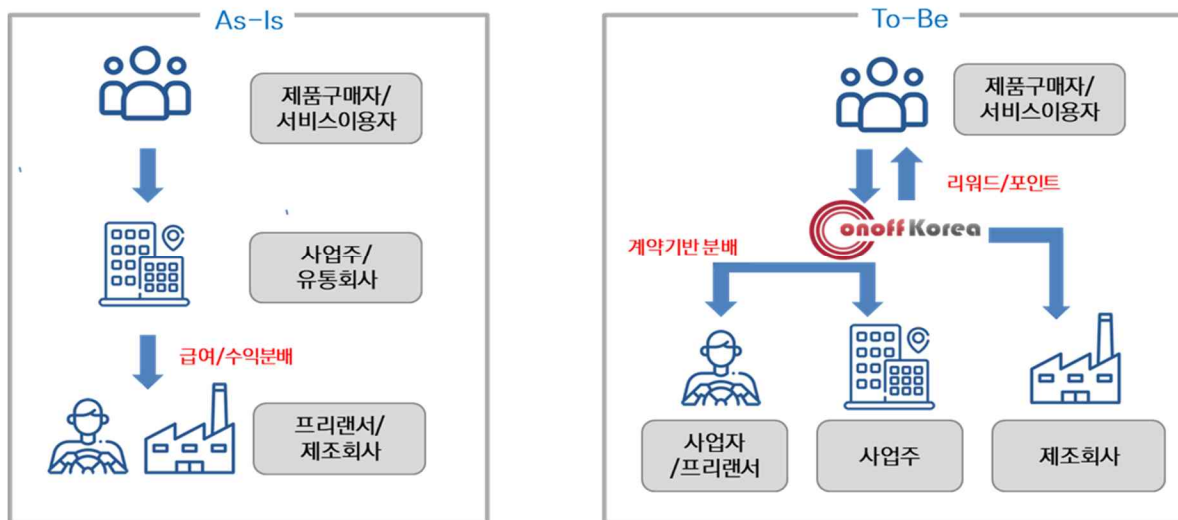 As-Is
제품구매자/
서비스이용자
사업주/
유통회사
급여/수익분배
프리랜서/
제조회사
To-Be
제품구매자/
서비스이용자
리워드/포인트
onoff Korea
계약기반 분배
사업자
/프리랜서
사업주
제조회사